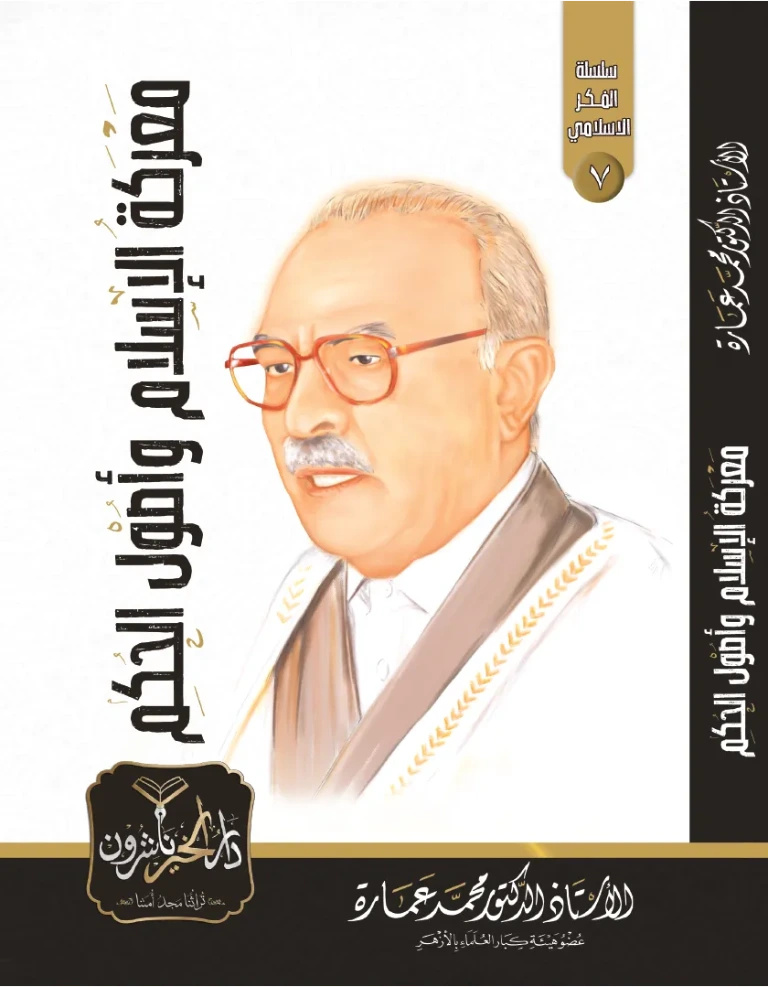 سلسلة
الفكر
الإسلامي
٧
معركة الإسلام وأصول الحكم
الأستاذ الدكتور محمد عمارة
معركة الإسلام وأصول الحكم
دار الخير ناشرون
تراثنا مجد أمتنا
الأستاذ الدكتور محمد عمارة
عضو هيئة كبار العلماء بالأزهر